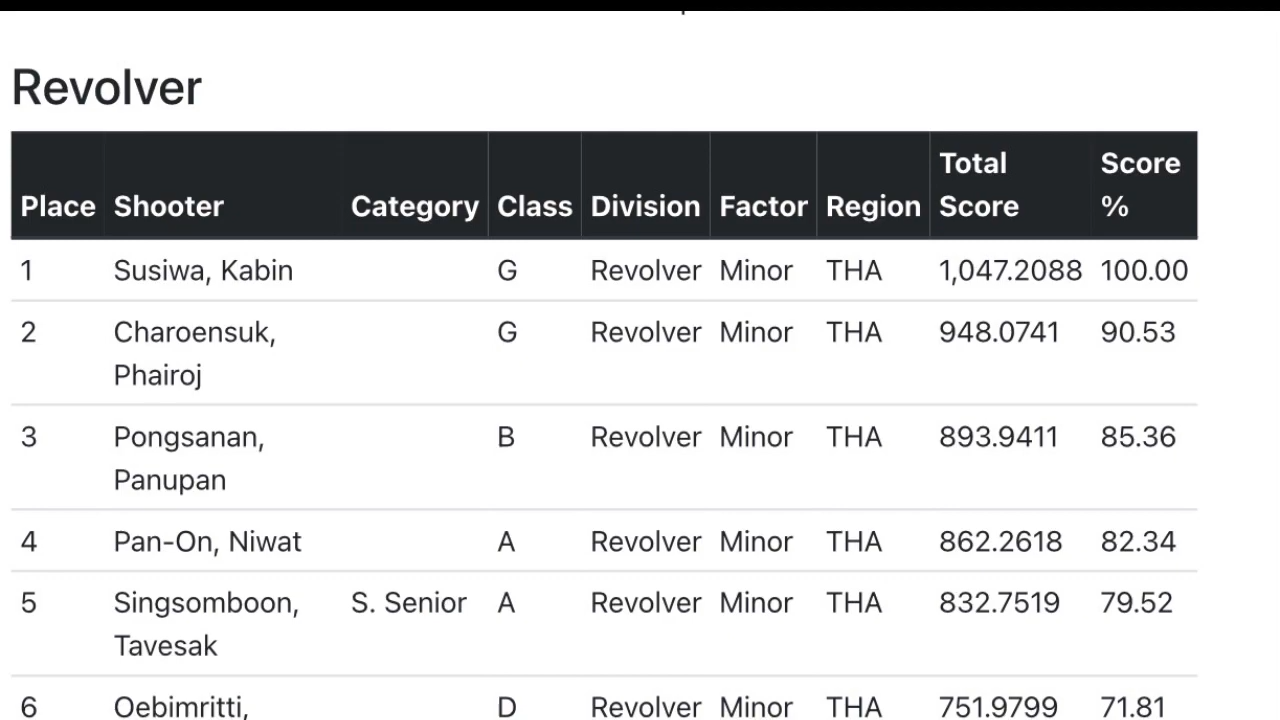 Revolver
Place Shooter Category Class Division Factor Region Total Score Score %
1 Susiwa, Kabin G Revolver Minor THA 1,047.2088 100.00
2 Charoensuk, Phairoj G Revolver Minor THA 948.0741 90.53
3 Pongsanan, Panupan B Revolver Minor THA 893.9411 85.36
4 Pan-On, Niwat A Revolver Minor THA 862.2618 82.34
5 Singsomboon, Tavesak S. Senior A Revolver Minor THA 832.7519 79.52
6 Oebimritti, D Revolver Minor THA 751.9799 71.81